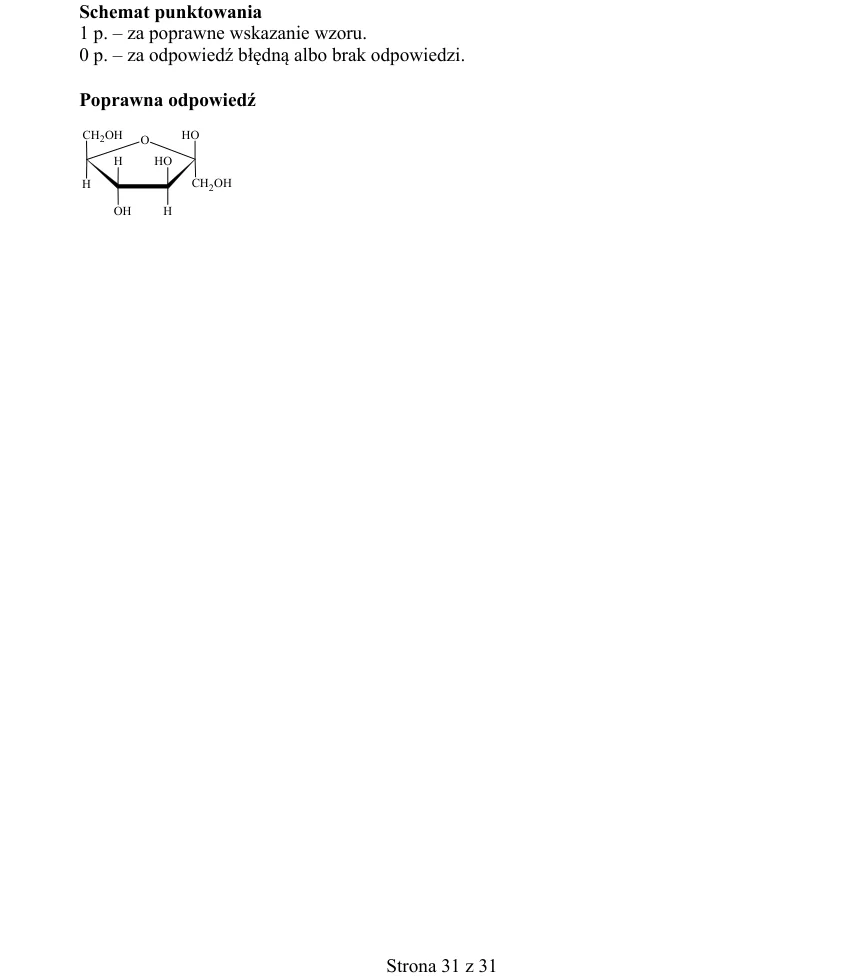 Schemat punktowania
1 p. – za poprawne wskazanie wzoru.
0 p. – za odpowiedź błędną albo brak odpowiedzi.
Poprawna odpowiedź
CH₂OH O HO
H HO
H CH₂OH
OH H
Strona 31 z 31